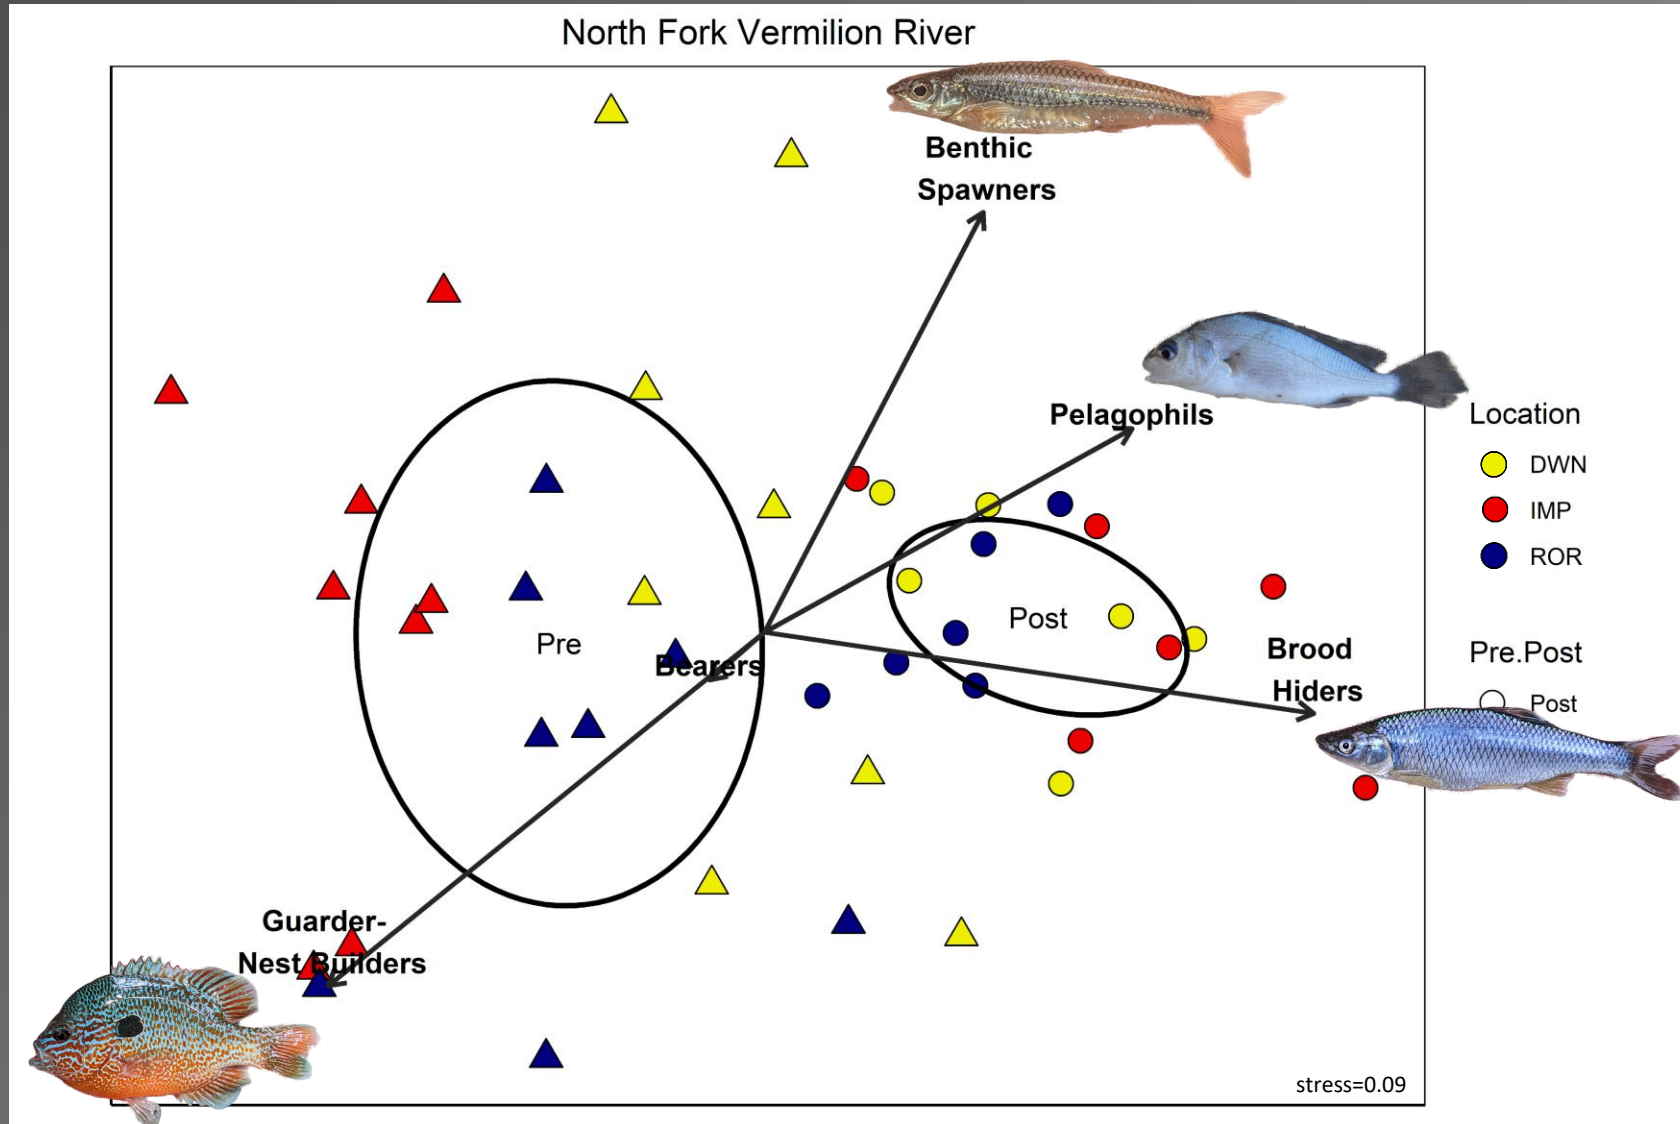 North Fork Vermilion River
Benthic
Spawners
Pelagophils
Location
DWN
IMP
ROR
Pre
Post
Bearers
Brood
Hiders
Pre.Post
Post
Guarder-
Nest Builders
stress=0.09